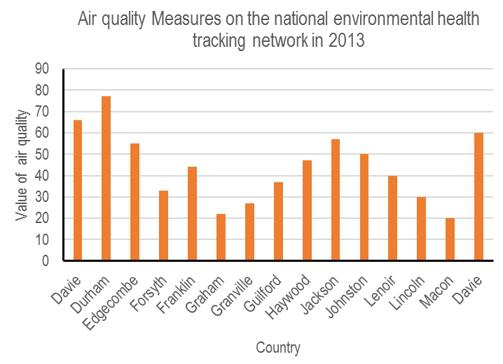 Air quality Measures on the national environmental health
tracking network in 2013
Value of air quality
90
80
70
60
50
40
30
20
10
0
Davie
Durham
Edgecombe
Forsyth
Franklin
Graham
Granville
Guilford
Haywood
Jackson
Johnston
Lenoir
Lincoln
Macon
Davie
Country